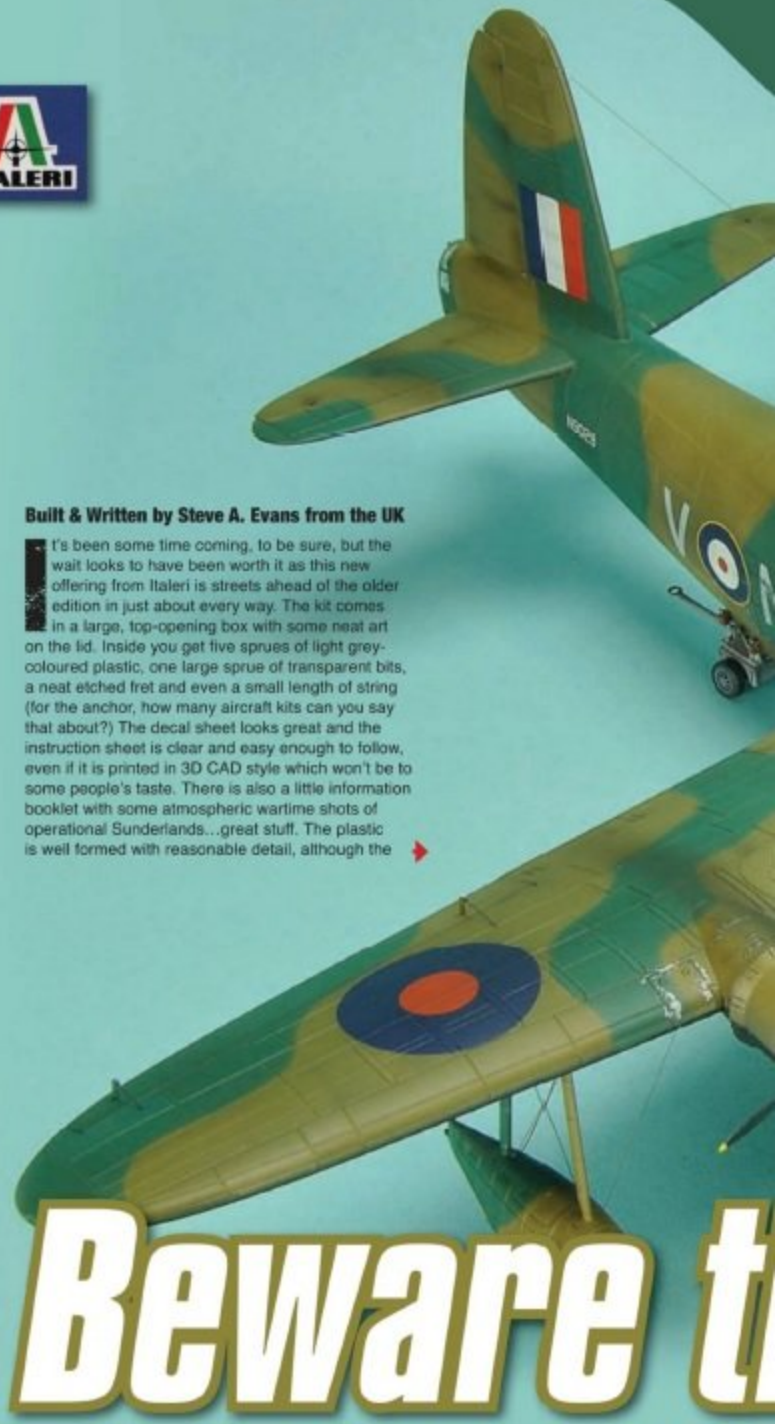 ALERI
Built & Written by Steve A. Evans from the UK
It's been some time coming, to be sure, but the
wait looks to have been worth it as this new
offering from Italeri is streets ahead of the older
edition in just about every way. The kit comes
in a large, top-opening box with some neat art
on the lid. Inside you get five sprues of light grey-
coloured plastic, one large sprue of transparent bits,
a neat etched fret and even a small length of string
(for the anchor, how many aircraft kits can you say
that about?) The decal sheet looks great and the
instruction sheet is clear and easy enough to follow,
even if it is printed in 3D CAD style which won't be to
some people's taste. There is also a little information
booklet with some atmospheric wartime shots of
operational Sunderlands...great stuff. The plastic
is well formed with reasonable detail, although the
N9029
V
Beware t